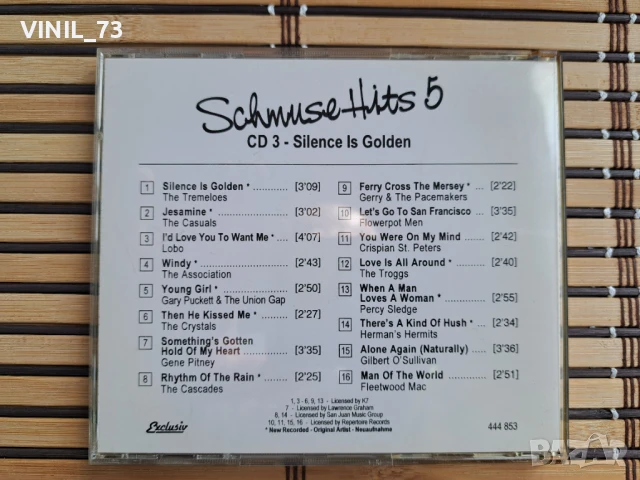 VINIL_73
Schmuse Hits 5
CD 3 - Silence Is Golden
1 Silence Is Golden * ............ [3'09]
The Tremeloes
2 Jesamine * ............ [3'02]
The Casuals
3 I'd Love You To Want Me * .... [4'07]
Lobo
4 Windy * ............ [2'43]
The Association
5 Young Girl * ............ [2'50]
Gary Puckett & The Union Gap
6 Then He Kissed Me * ......... [2'27]
The Crystals
7 Something's Gotten
Hold Of My Heart ............ [3'35]
Gene Pitney
8 Rhythm Of The Rain * ......... [2'25]
The Cascades
9 Ferry Cross The Mersey * ... [2'22]
Gerry & The Pacemakers
10 Let's Go To San Francisco .... [3'35]
Flowerpot Men
11 You Were On My Mind ......... [2'42]
Crispian St. Peters
12 Love Is All Around * ............ [2'40]
The Troggs
13 When A Man
Loves A Woman * ............ [2'55]
Percy Sledge
14 There's A Kind Of Hush * ..... [2'34]
Herman's Hermits
15 Alone Again (Naturally) ....... [3'36]
Gilbert O'Sullivan
16 Man Of The World ............ [2'51]
Fleetwood Mac
1, 3 - 6, 9, 13 - Licensed by K7
7 - Licensed by Lawrence Graham
8, 14 - Licensed by San Juan Music Group
10, 11, 15, 16 - Licensed by Repertoire Records
* New Recorded - Original Artist - Neuaufnahme
Exclusiv
444 853
BAZAR